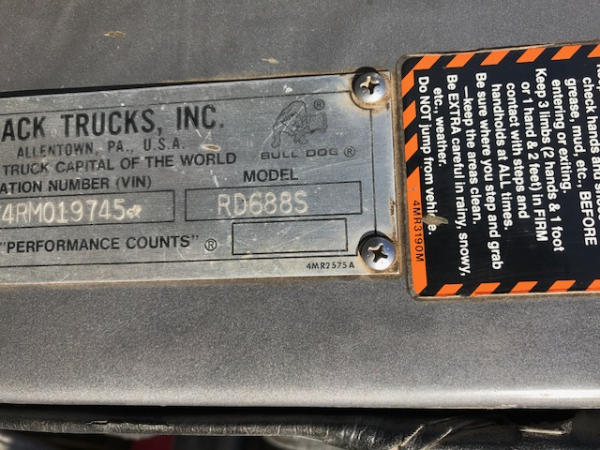 ACK TRUCKS, INC.
ALLENTOWN, PA., U.S.A.
TRUCK CAPITAL OF THE WORLD
ATION NUMBER (VIN)
4RM019745
"PERFORMANCE COUNTS" ®
®
BULL DOG ®
MODEL
RD688S
4MR2575A
check hands and shoes
grease, mud, etc., BEFORE
entering or exiting.
Keep 3 limbs (2 hands & 1 foot
or 1 hand & 2 feet) in FIRM
contact with steps and
handholds at ALL times.
Be sure where you step and grab
—keep the areas clean.
Be EXTRA careful in rainy, snowy,
etc., weather.
Do NOT jump from vehicle.
4MR3190M